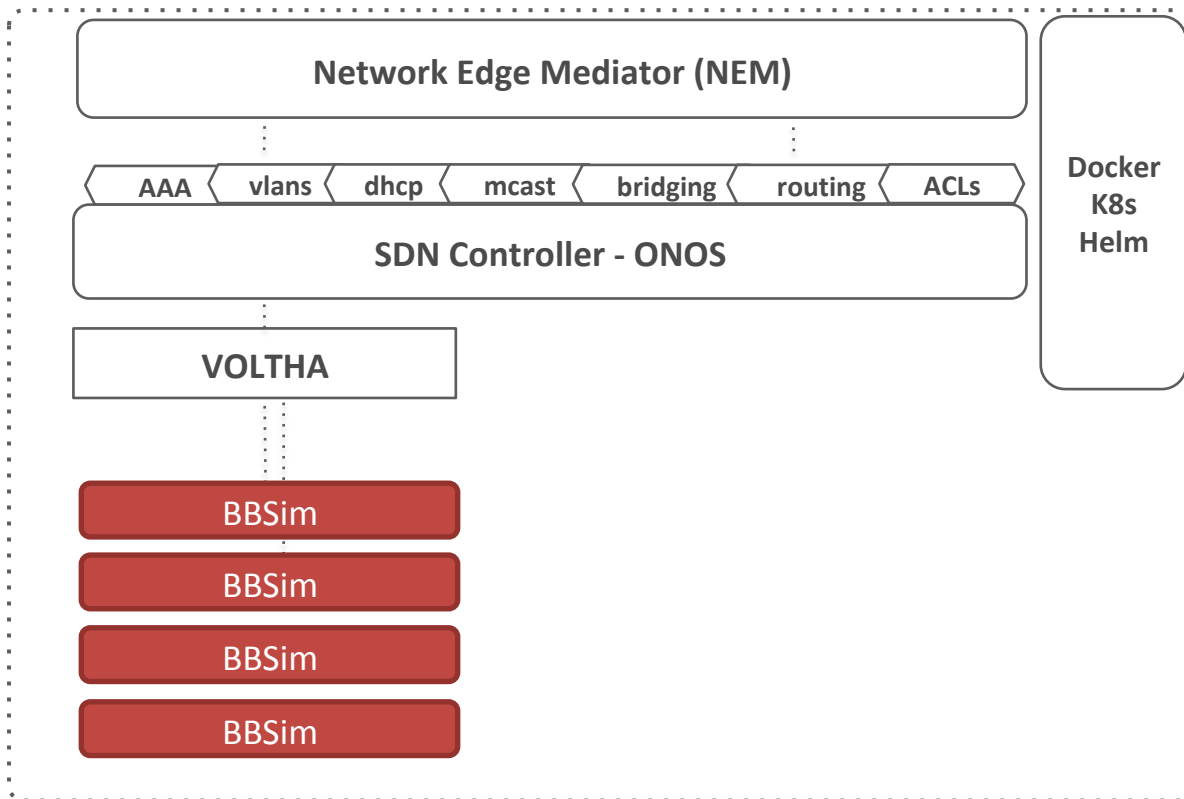 Network Edge Mediator (NEM)
AAA vlans dhcp mcast bridging routing ACLs
SDN Controller - ONOS
Docker
K8s
Helm
VOLTHA
BBSim
BBSim
BBSim
BBSim